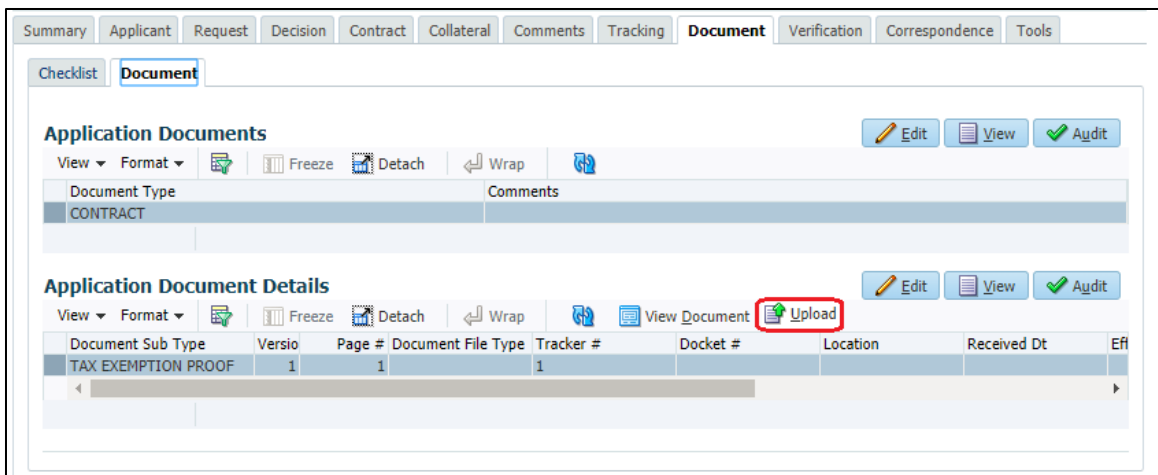 Summary Applicant Request Decision Contract Collateral Comments Tracking Document Verification Correspondence Tools
Checklist Document
Application Documents Edit View Audit
View Format Freeze Detach Wrap
Document Type Comments
CONTRACT
Application Document Details Edit View Audit
View Format Freeze Detach Wrap View Document Upload
Document Sub Type Versio Page # Document File Type Tracker # Docket # Location Received Dt Eff
TAX EXEMPTION PROOF 1 1 1